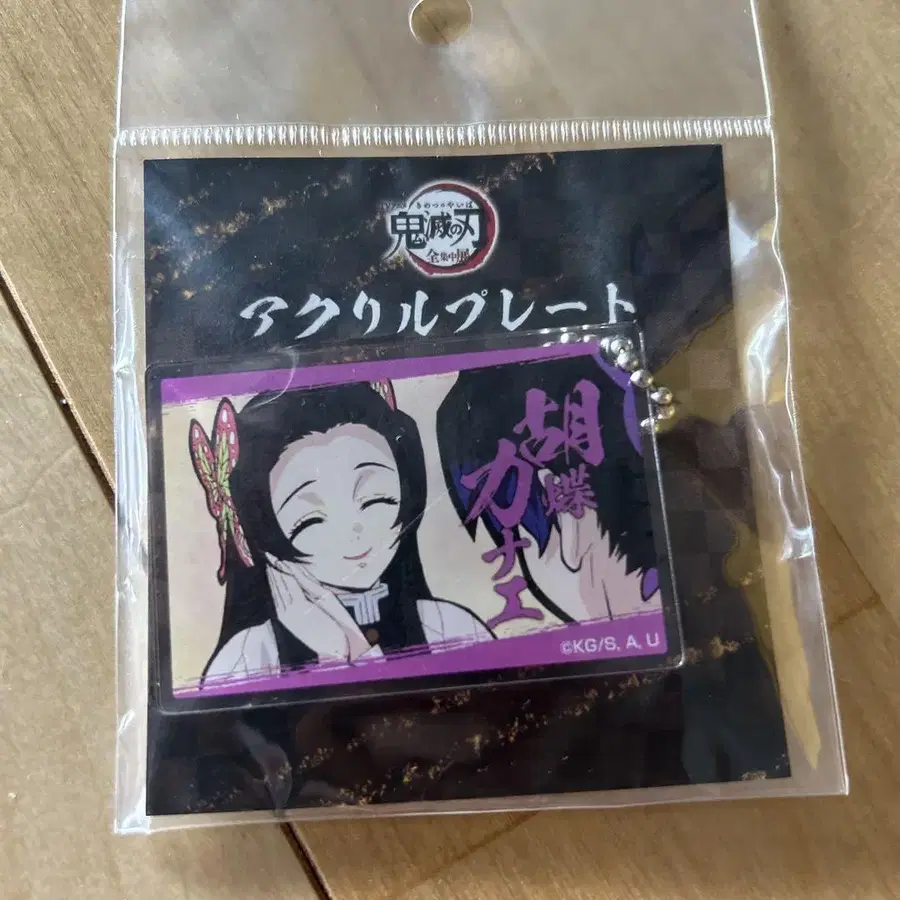 きめつのやいば
鬼滅の刃
全集中展
アクリルプレート
胡蝶
カナエ
©KG/S, A, U